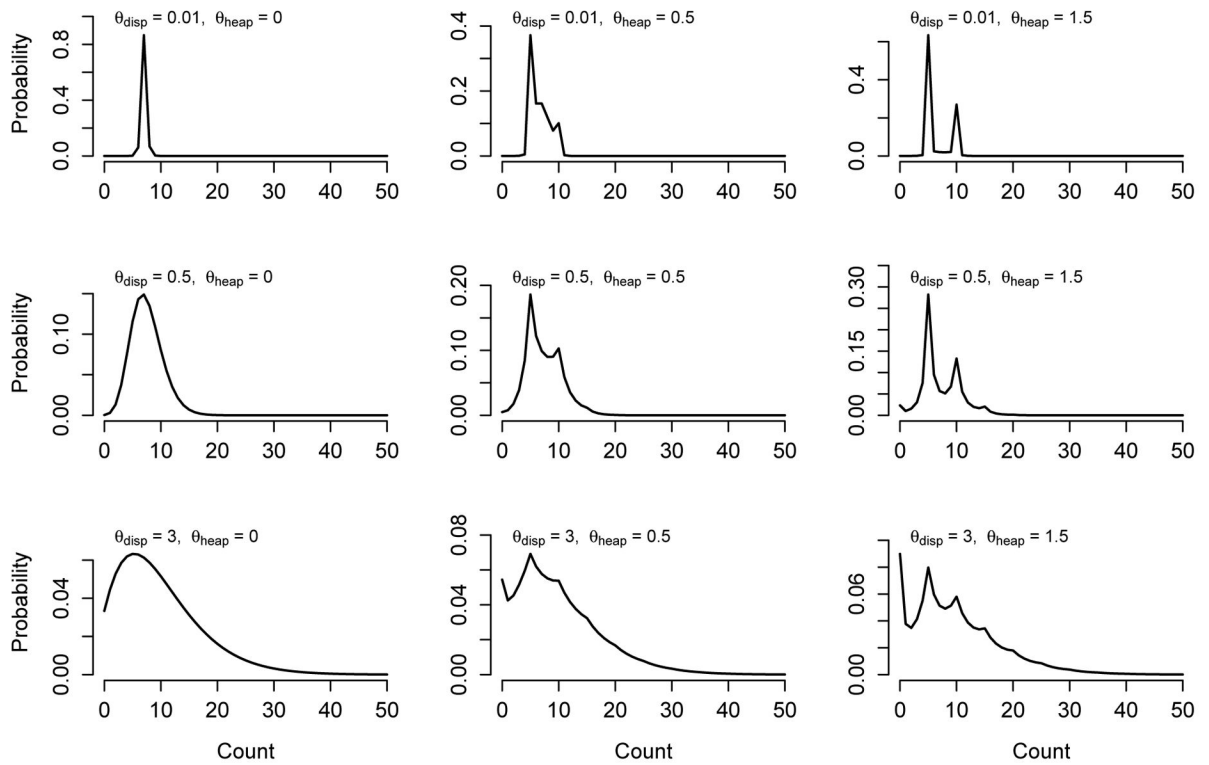 θdisp = 0.01, θheap = 0
θdisp = 0.01, θheap = 0.5
θdisp = 0.01, θheap = 1.5
Probability
0.0 0.4 0.8
0.0 0.2 0.4
0.0 0.4
0 10 20 30 40 50
0 10 20 30 40 50
0 10 20 30 40 50
θdisp = 0.5, θheap = 0
θdisp = 0.5, θheap = 0.5
θdisp = 0.5, θheap = 1.5
Probability
0.00 0.10
0.00 0.10 0.20
0.00 0.15 0.30
0 10 20 30 40 50
0 10 20 30 40 50
0 10 20 30 40 50
θdisp = 3, θheap = 0
θdisp = 3, θheap = 0.5
θdisp = 3, θheap = 1.5
Probability
0.00 0.04
0.00 0.04 0.08
0.00 0.06
0 10 20 30 40 50
0 10 20 30 40 50
0 10 20 30 40 50
Count
Count
Count